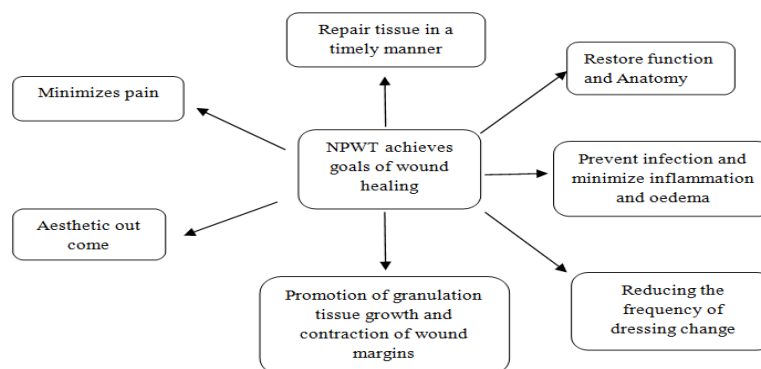 Repair tissue in a
timely manner
Restore function
and Anatomy
Minimizes pain
NPWT achieves
goals of wound
healing
Prevent infection and
minimize inflammation
and oedema
Aesthetic out
come
Promotion of granulation
tissue growth and
contraction of wound
margins
Reducing the
frequency of
dressing change